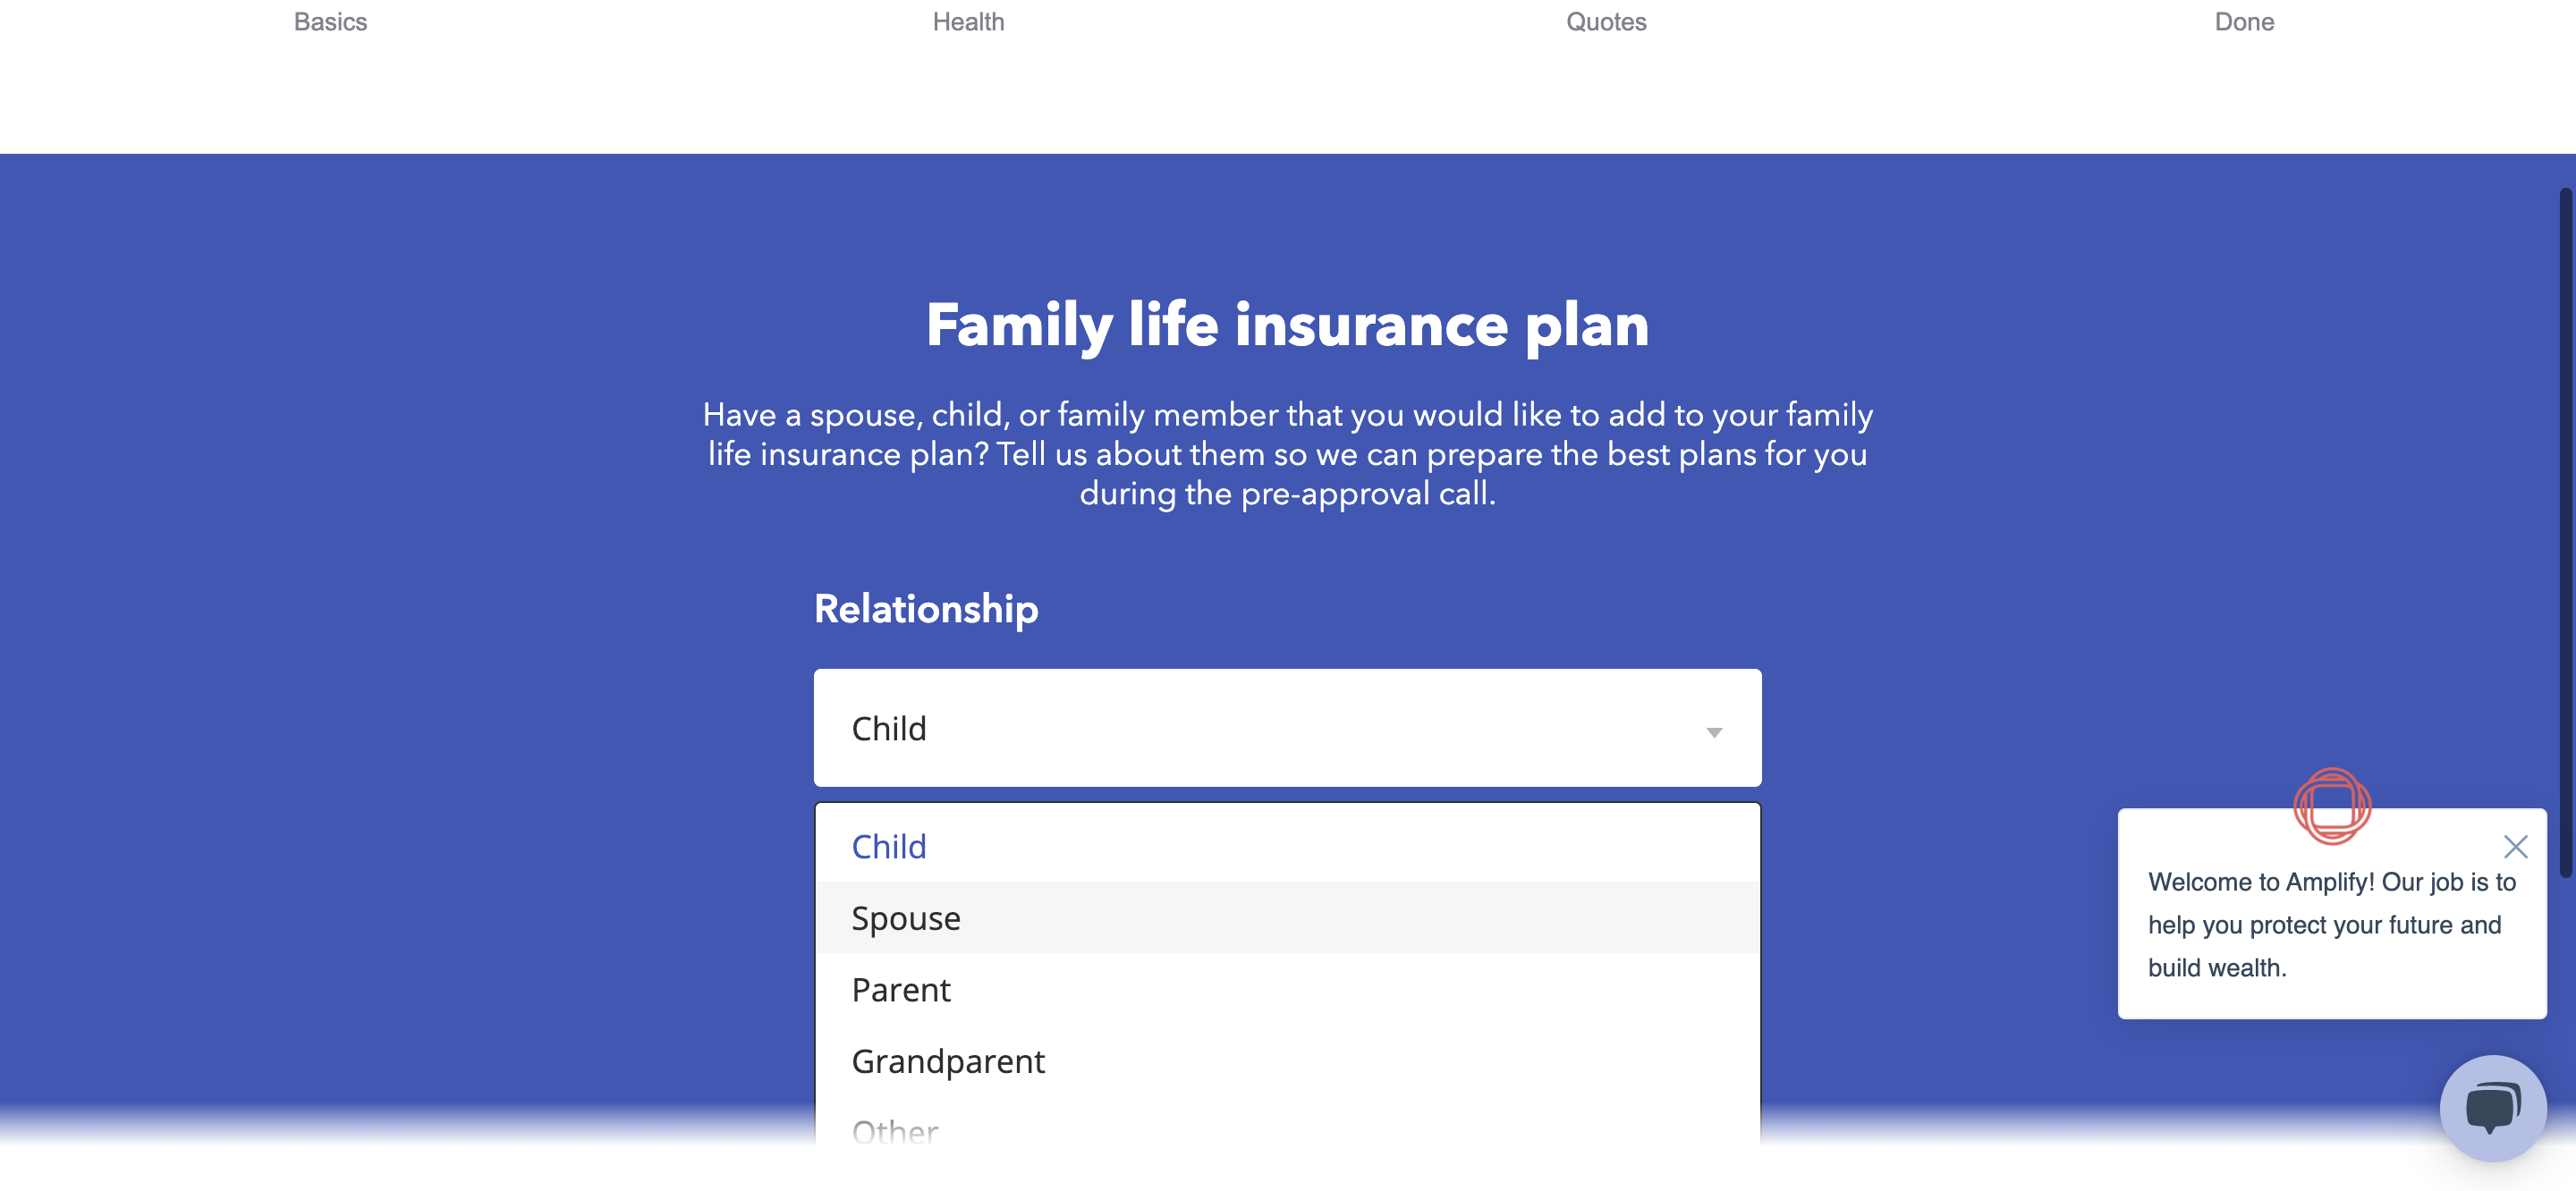 Basics
Health
Quotes
Done
Family life insurance plan
Have a spouse, child, or family member that you would like to add to your family
life insurance plan? Tell us about them so we can prepare the best plans for you
during the pre-approval call.
Relationship
Child
Child
Spouse
Parent
Grandparent
Other
Welcome to Amplify! Our job is to
help you protect your future and
build wealth.